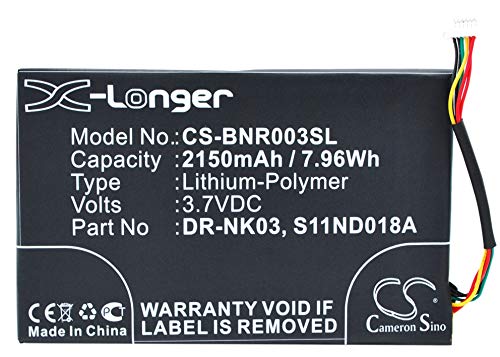 X-Longer
Battery Model No.: CS-BNR003SL
Capacity: 2150mAh / 7.96Wh
Type: Lithium-Polymer
Volts: 3.7VDC
Part No.: DR-NK03, S11ND018A
Made In China
WARRANTY VOID
IF LABEL IS REMOVED
CS
Cameron Sino